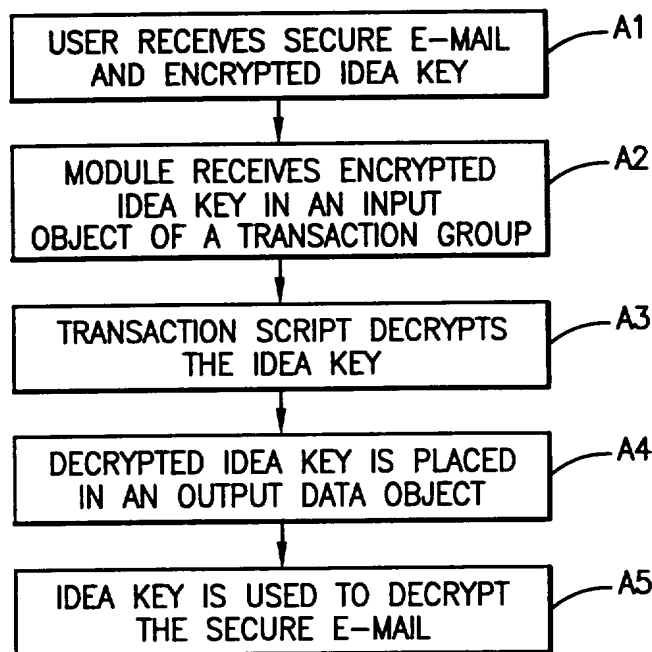 USER RECEIVES SECURE E-MAIL
AND ENCRYPTED IDEA KEY
A1
MODULE RECEIVES ENCRYPTED
IDEA KEY IN AN INPUT
OBJECT OF A TRANSACTION GROUP
A2
TRANSACTION SCRIPT DECRYPTS
THE IDEA KEY
A3
DECRYPTED IDEA KEY IS PLACED
IN AN OUTPUT DATA OBJECT
A4
IDEA KEY IS USED TO DECRYPT
THE SECURE E-MAIL
A5